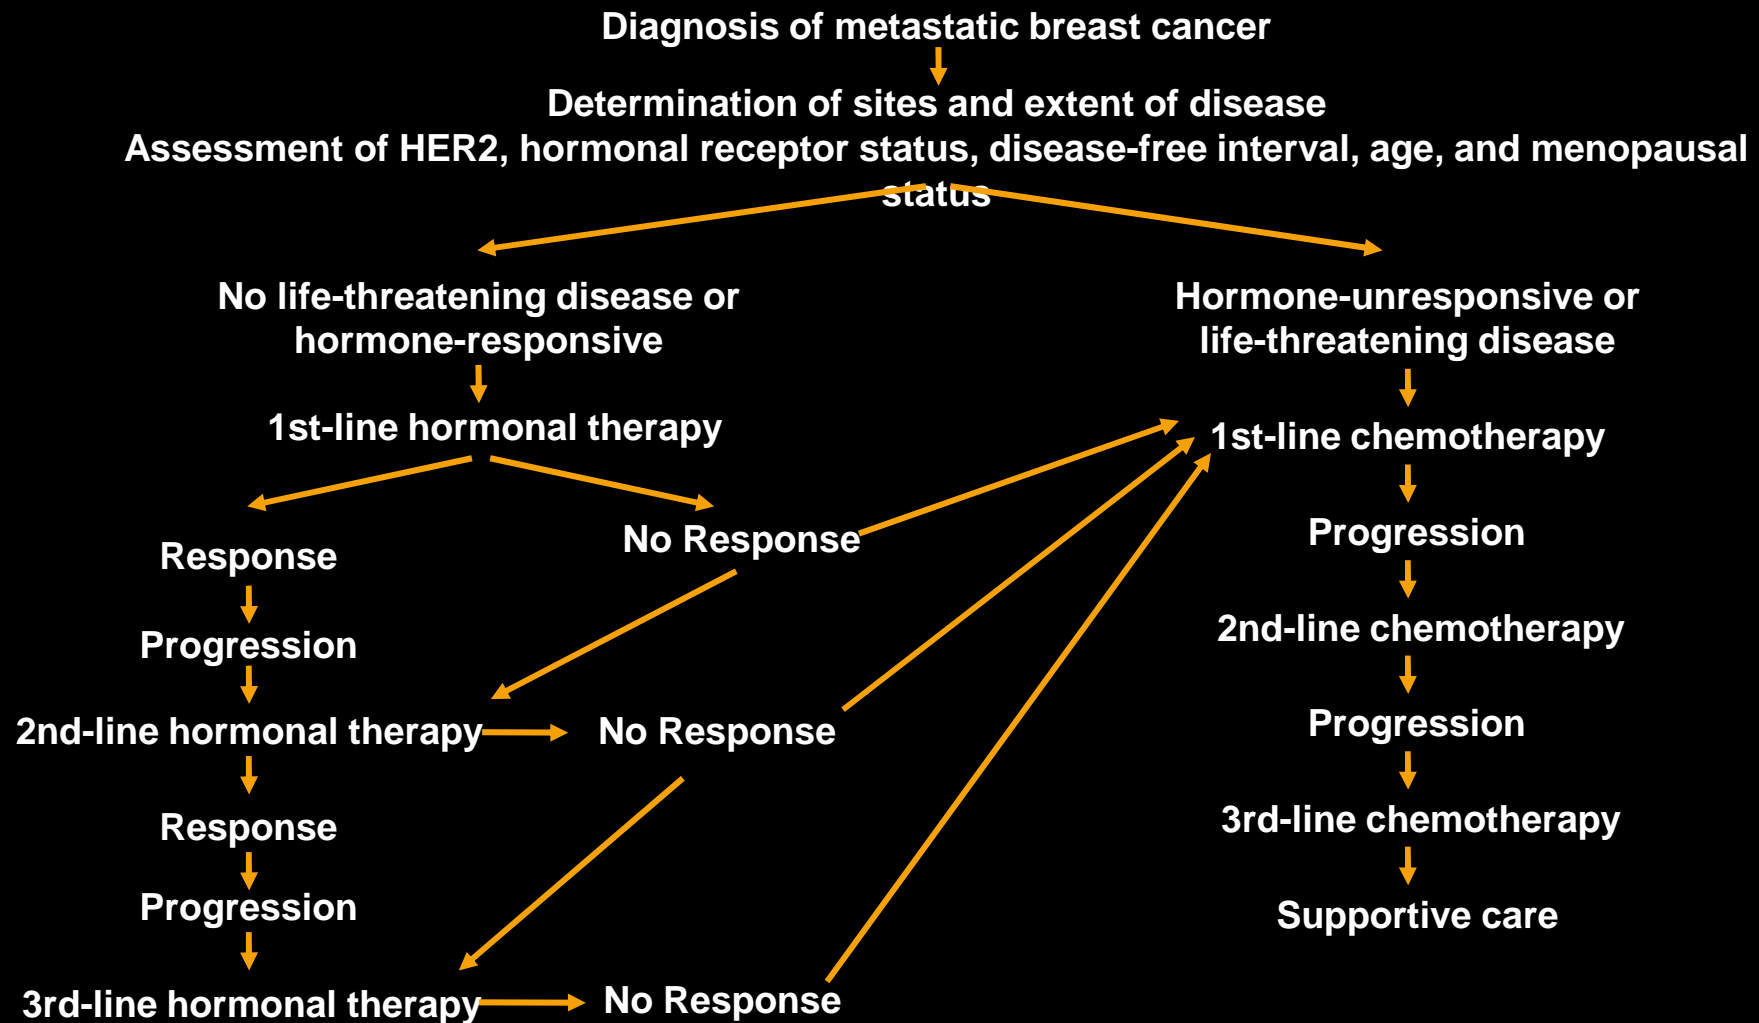 Diagnosis of metastatic breast cancer
Determination of sites and extent of disease
Assessment of HER2, hormonal receptor status, disease-free interval, age, and menopausal
status
No life-threatening disease or
hormone-responsive
Hormone-unresponsive or
life-threatening disease
1st-line hormonal therapy
1st-line chemotherapy
Response
No Response
Progression
Progression
2nd-line chemotherapy
2nd-line hormonal therapy
No Response
Progression
Response
3rd-line chemotherapy
Progression
Supportive care
3rd-line hormonal therapy
No Response